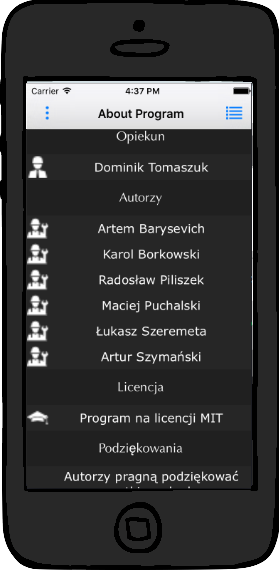 Carrier 4:37 PM
About Program
Opiekun
Dominik Tomaszuk
Autorzy
Artem Barysevich
Karol Borkowski
Radosław Piliszek
Maciej Puchalski
Łukasz Szeremeta
Artur Szymański
Licencja
Program na licencji MIT
Podziękowania
Autorzy pragną podziękować